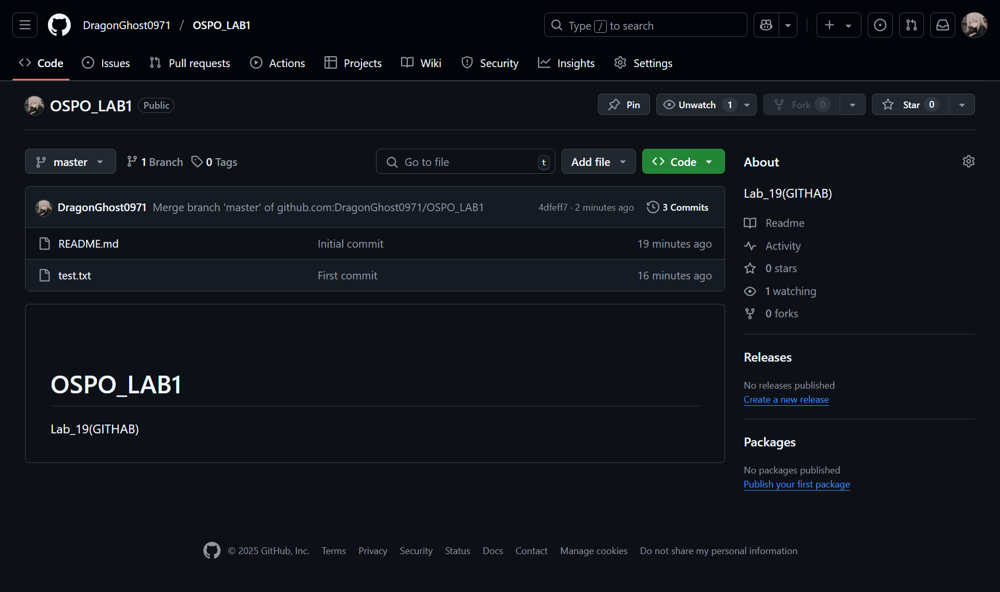 DragonGhost0971 / OSPO_LAB1
Type / to search
Code Issues Pull requests Actions Projects Wiki Security Insights Settings
OSPO_LAB1 Public
Pin Unwatch 1 Fork 0 Star 0
master 1 Branch 0 Tags Go to file t Add file Code
DragonGhost0971 Merge branch 'master' of github.com:DragonGhost0971/OSPO_LAB1 4dfeff7 · 2 minutes ago 3 Commits
README.md Initial commit 19 minutes ago
test.txt First commit 16 minutes ago
OSPO_LAB1
Lab_19(GITHAB)
About
Lab_19(GITHAB)
Readme
Activity
0 stars
1 watching
0 forks
Releases
No releases published
Create a new release
Packages
No packages published
Publish your first package
© 2025 GitHub, Inc. Terms Privacy Security Status Docs Contact Manage cookies Do not share my personal information